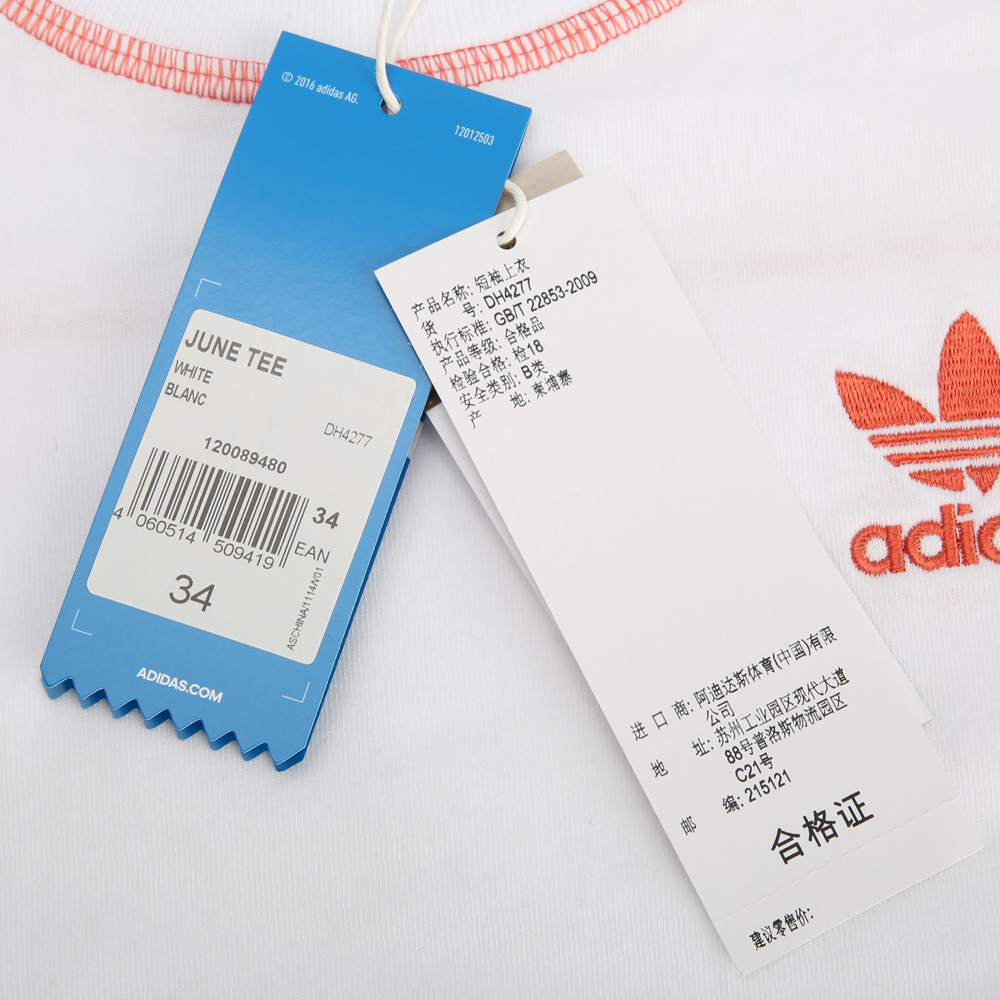 © 2016 adidas AG.
12012503
JUNE TEE
WHITE
BLANC
DH4277
120089480
34
4 060514 509419
EAN
34
ASCHINA/1114/V01
ADIDAS.COM
产品名称: 短袖上衣
货 号: DH4277
执行标准: GB/T 22853-2009
产品等级: 合格品
检验合格: 检18
安全类别: B类
产 地: 柬埔寨
进 口 商: 阿迪达斯体育(中国)有限
公司
地 址: 苏州工业园区现代大道
88号普洛斯物流园区
C21号
邮 编: 215121
合格证
建议零售价: